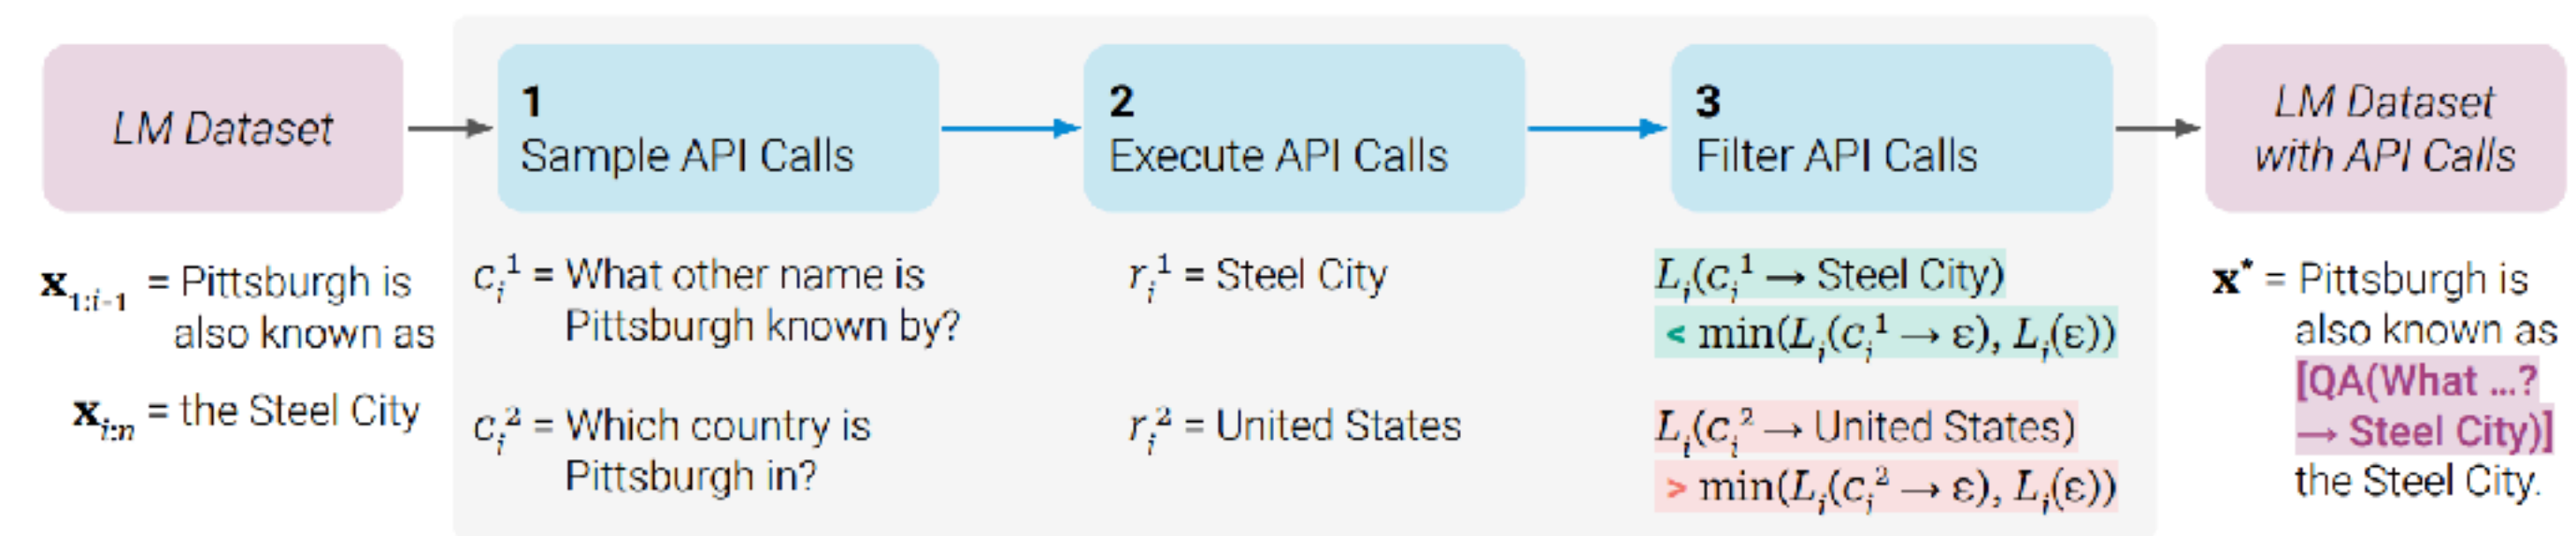 LM Dataset
1
Sample API Calls
2
Execute API Calls
3
Filter API Calls
LM Dataset
with API Calls
x₁:ᵢ₋₁ = Pittsburgh is
also known as
xᵢ:ₙ = the Steel City
cᵢ¹ = What other name is
Pittsburgh known by?
cᵢ² = Which country is
Pittsburgh in?
rᵢ¹ = Steel City
rᵢ² = United States
Lᵢ(cᵢ¹ → Steel City)
< min(Lᵢ(cᵢ¹ → ε), Lᵢ(ε))
Lᵢ(cᵢ² → United States)
> min(Lᵢ(cᵢ² → ε), Lᵢ(ε))
x* = Pittsburgh is
also known as
[QA(What ...?
→ Steel City)]
the Steel City.